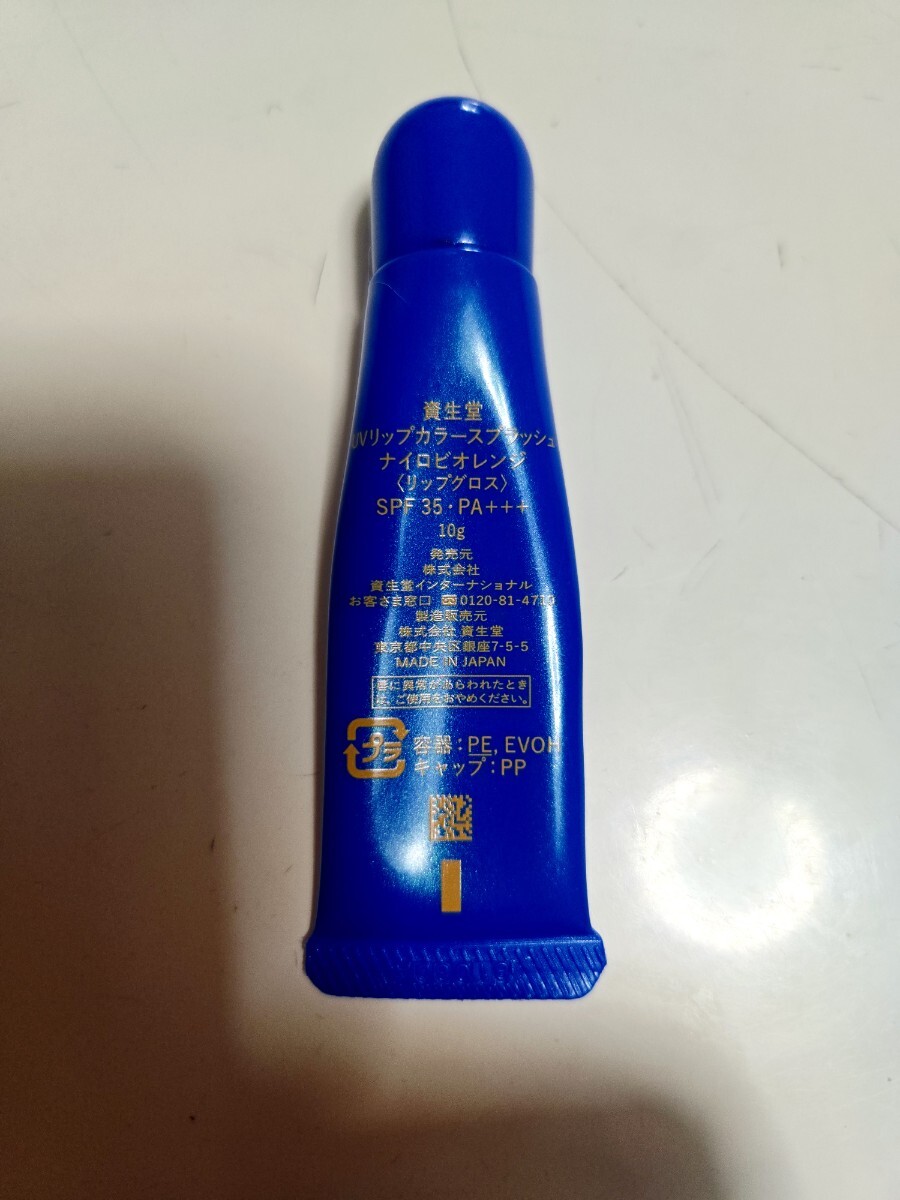 資生堂
UVリップカラースプラッシュ
ナイロビオレンジ
〈リップグロス〉
SPF 35・PA+++
10g
発売元
株式会社
資生堂インターナショナル
お客さま窓口 ☎0120-81-4710
製造販売元
株式会社 資生堂
東京都中央区銀座7-5-5
MADE IN JAPAN
唇に異常があらわれたとき
は、ご使用をおやめください。
プラ 容器：PE, EVOH
キャップ：PP